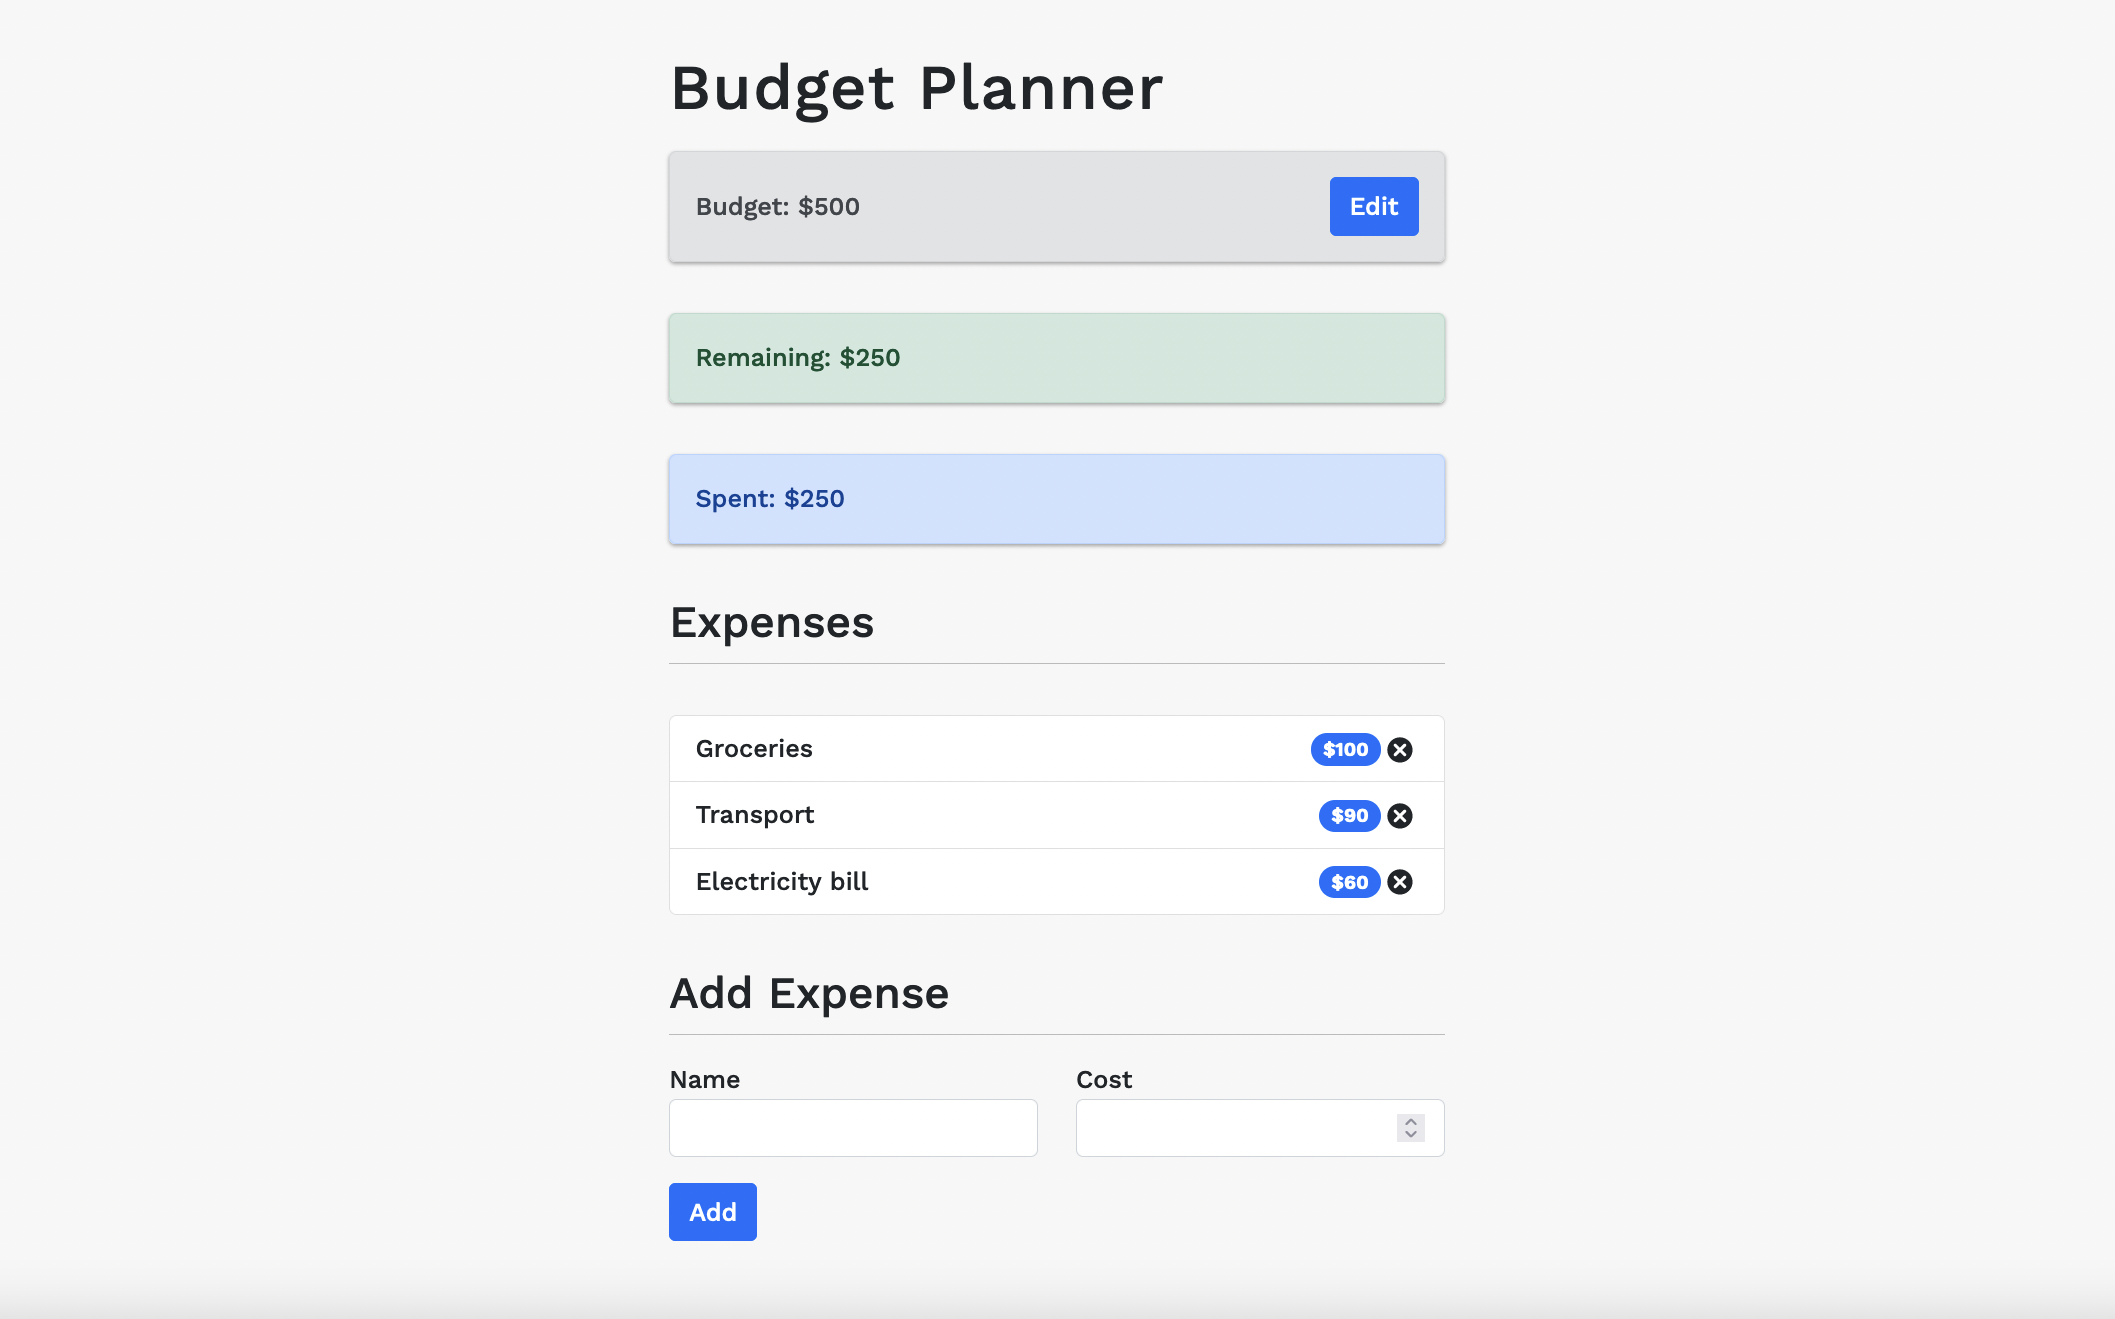 Budget Planner
Budget: $500
Edit
Remaining: $250
Spent: $250
Expenses
Groceries $100
Transport $90
Electricity bill $60
Add Expense
Name Cost
Add